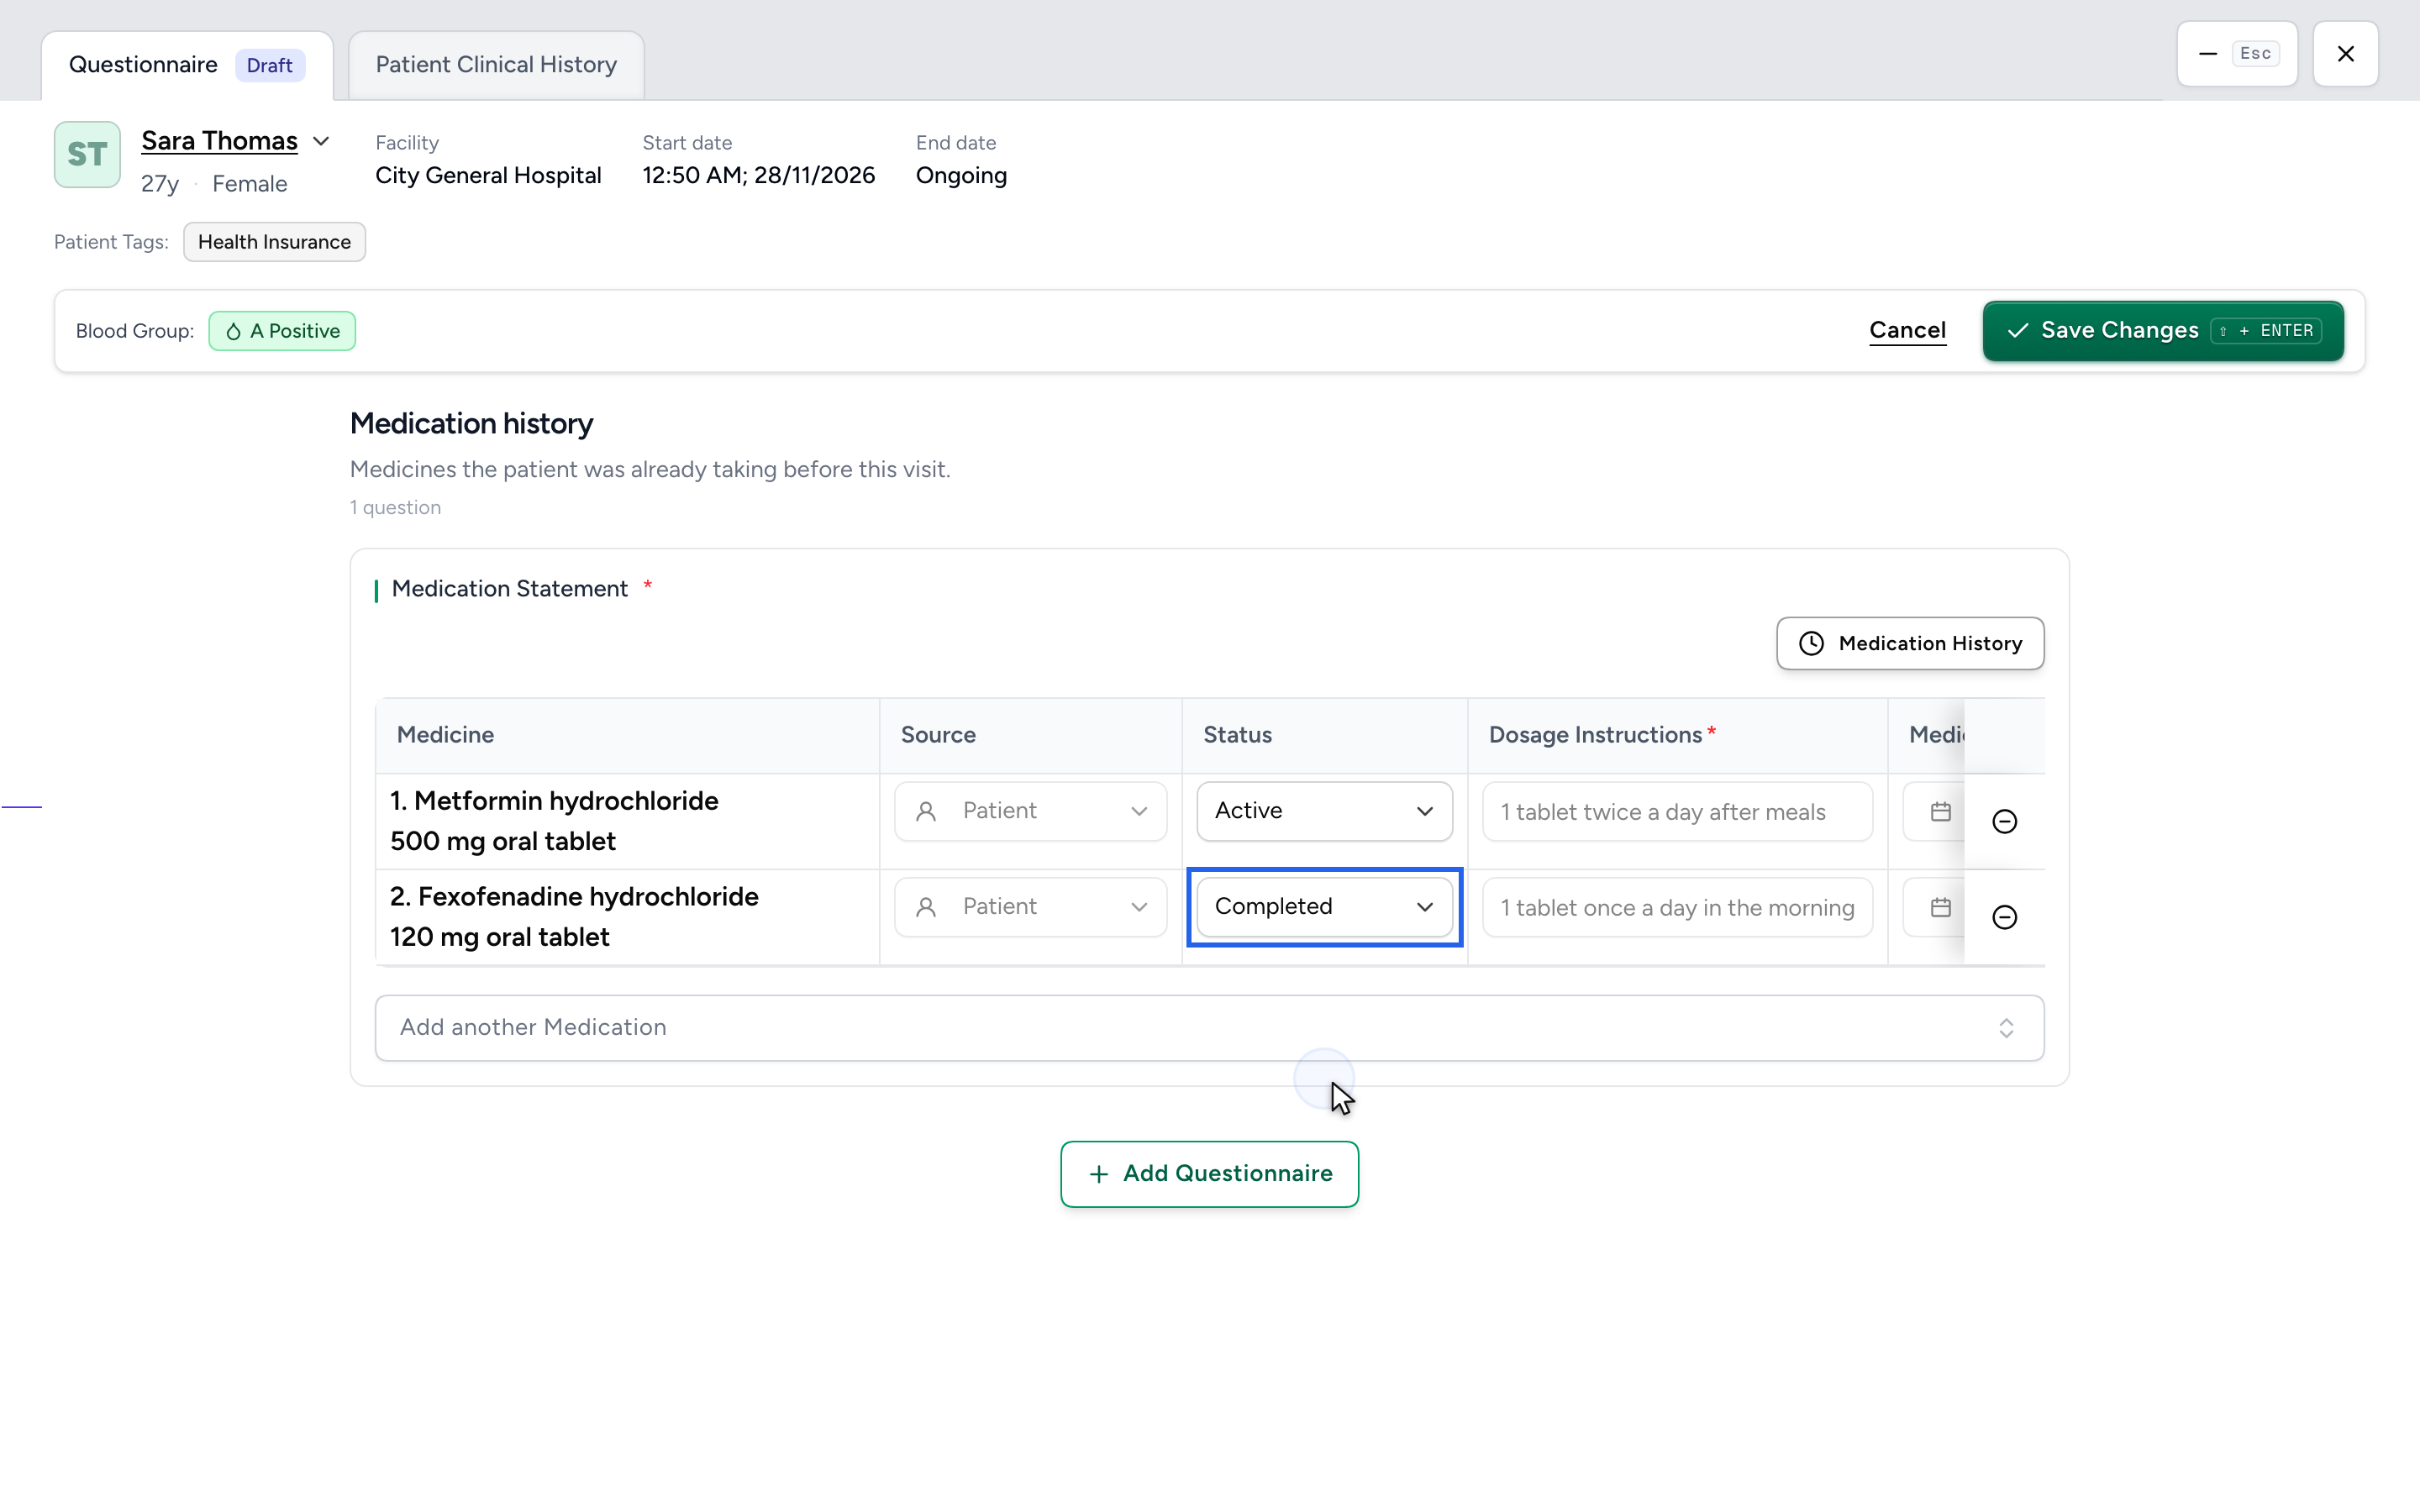 Questionnaire Draft
Patient Clinical History
Esc
ST
Sara Thomas
27y · Female
Facility
City General Hospital
Start date
12:50 AM; 28/11/2026
End date
Ongoing
Patient Tags: Health Insurance
Blood Group: A Positive
Cancel
Save Changes ⇧ + ENTER
Medication history
Medicines the patient was already taking before this visit.
1 question
Medication Statement *
Medication History
Medicine Source Status Dosage Instructions *
1. Metformin hydrochloride
500 mg oral tablet
Patient
Active
1 tablet twice a day after meals
2. Fexofenadine hydrochloride
120 mg oral tablet
Patient
Completed
1 tablet once a day in the morning
Add another Medication
+ Add Questionnaire